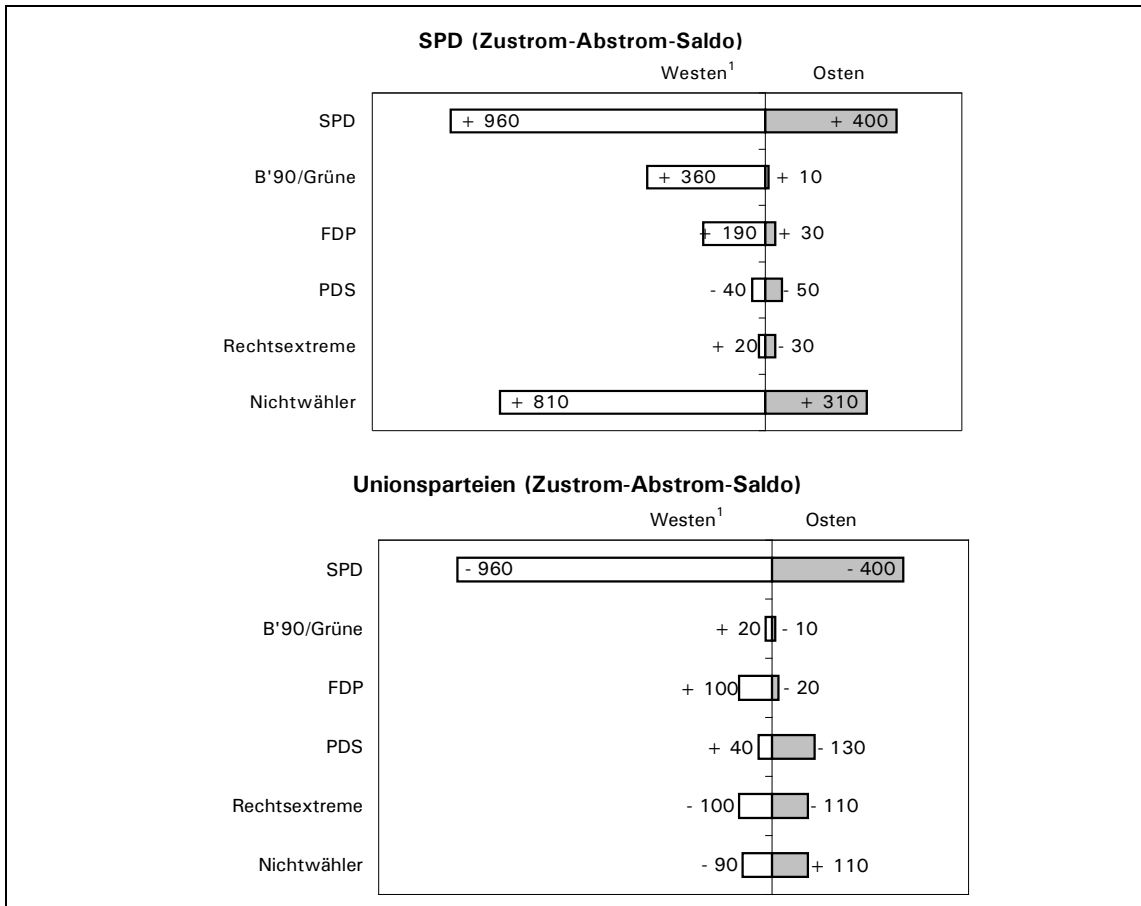 SPD (Zustrom-Abstrom-Saldo)
Westen¹ Osten
SPD + 960 + 400
B'90/Grüne + 360 + 10
FDP + 190 + 30
PDS - 40 - 50
Rechtsextreme + 20 - 30
Nichtwähler + 810 + 310
Unionsparteien (Zustrom-Abstrom-Saldo)
Westen¹ Osten
SPD - 960 - 400
B'90/Grüne + 20 - 10
FDP + 100 - 20
PDS + 40 - 130
Rechtsextreme - 100 - 110
Nichtwähler - 90 + 110